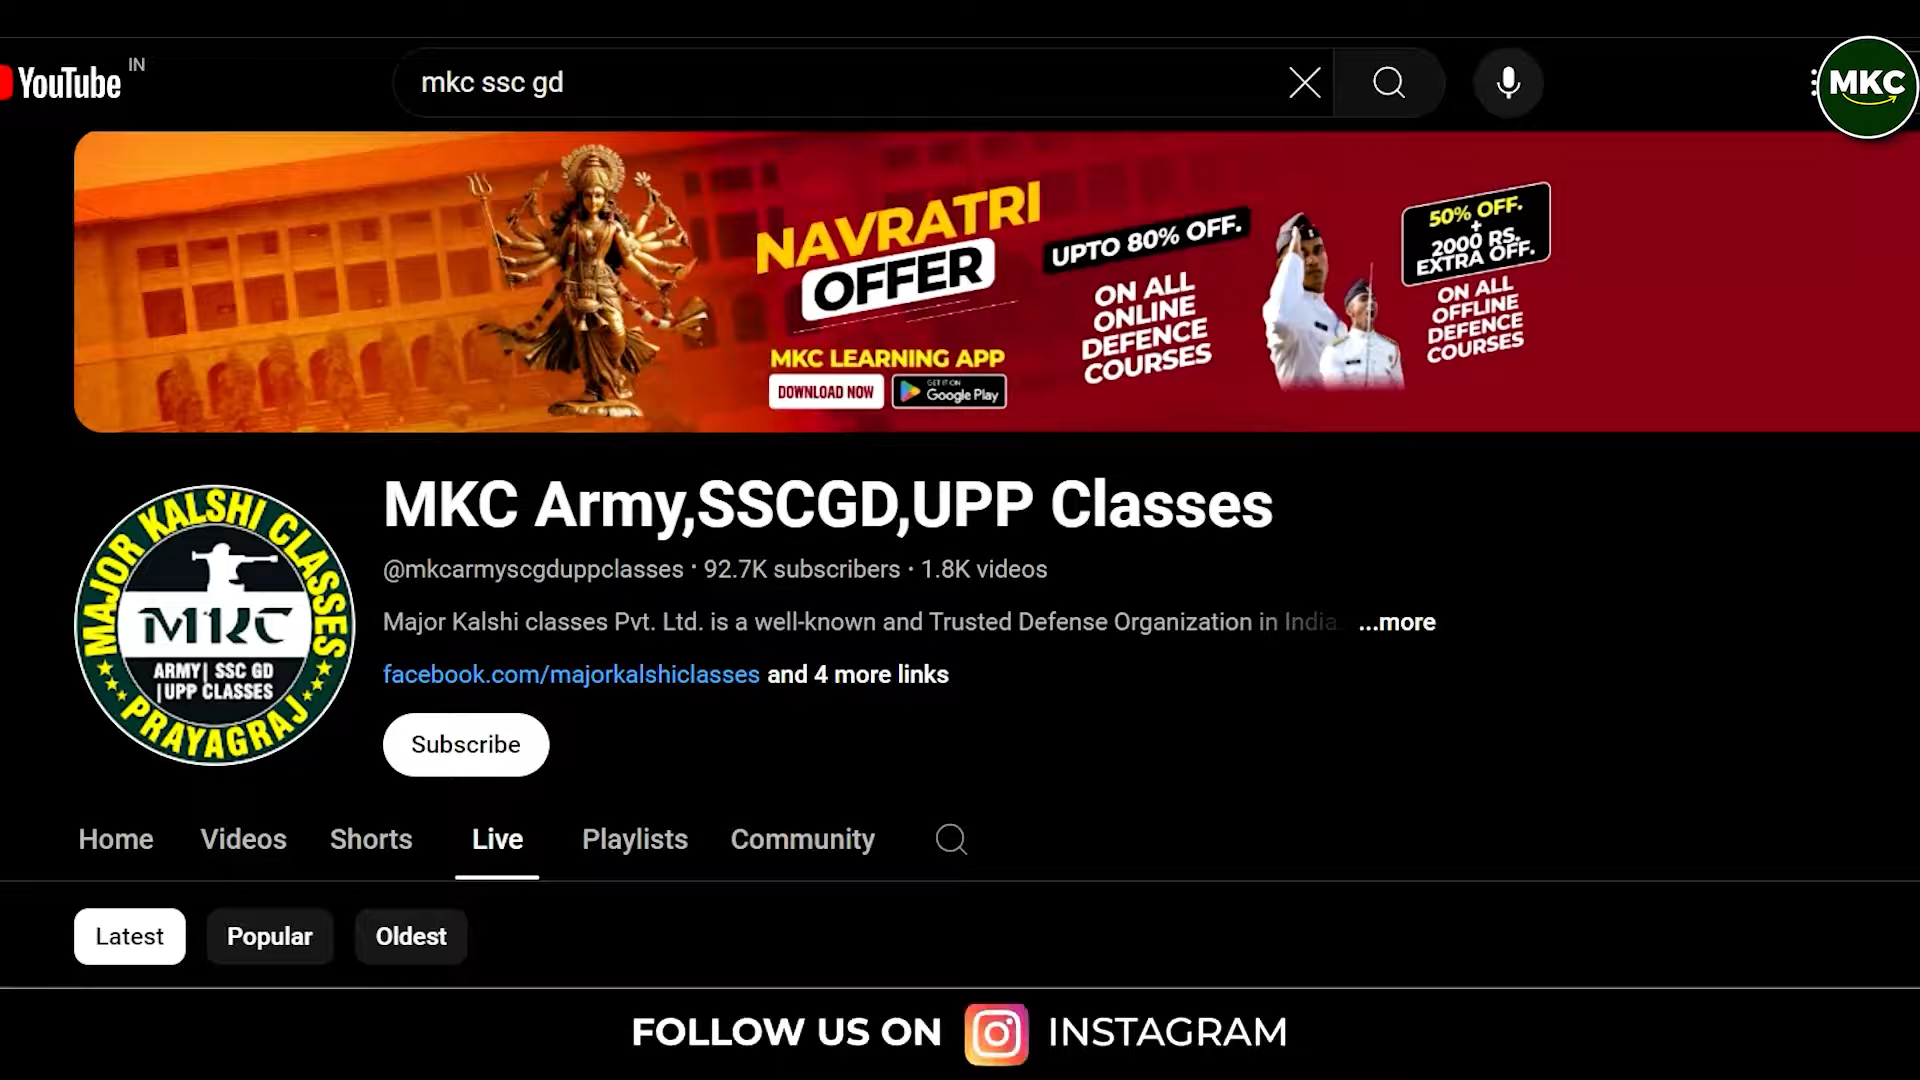 YouTube IN
mkc ssc gd
MKC
NAVRATRI
OFFER
MKC LEARNING APP
DOWNLOAD NOW
GET IT ON
Google Play
UPTO 80% OFF.
ON ALL
ONLINE
DEFENCE
COURSES
50% OFF.
+
2000 RS.
EXTRA OFF.
ON ALL
OFFLINE
DEFENCE
COURSES
MAJOR KALSHI CLASSES
MKC
ARMY| SSC GD
|UPP CLASSES
PRAYAGRAJ
MKC Army,SSCGD,UPP Classes
@mkcarmyscgduppclasses · 92.7K subscribers · 1.8K videos
Major Kalshi classes Pvt. Ltd. is a well-known and Trusted Defense Organization in India. ...more
facebook.com/majorkalshiclasses and 4 more links
Subscribe
Home Videos Shorts Live Playlists Community
Latest Popular Oldest
FOLLOW US ON INSTAGRAM